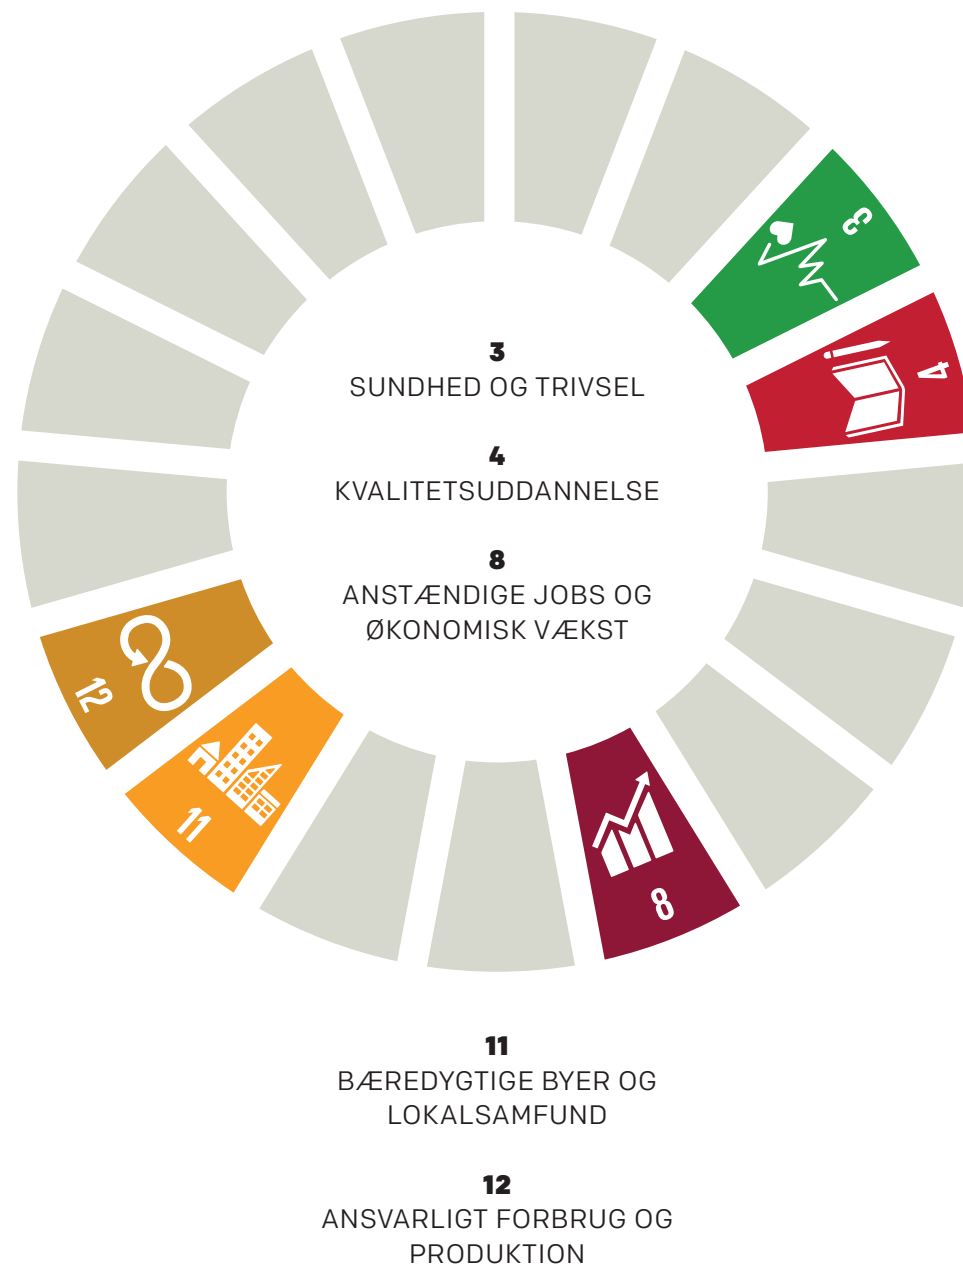 3
4
8
11
12
3
SUNDHED OG TRIVSEL
4
KVALITETSUDDANNELSE
8
ANSTÆNDIGE JOBS OG
ØKONOMISK VÆKST
11
BÆREDYGTIGE BYER OG
LOKALSAMFUND
12
ANSVARLIGT FORBRUG OG
PRODUKTION